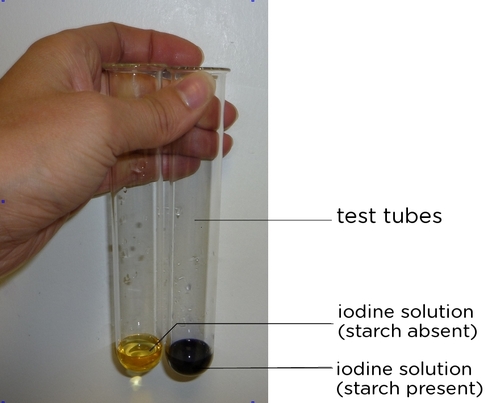 test tubes
iodine solution
(starch absent)
iodine solution
(starch present)